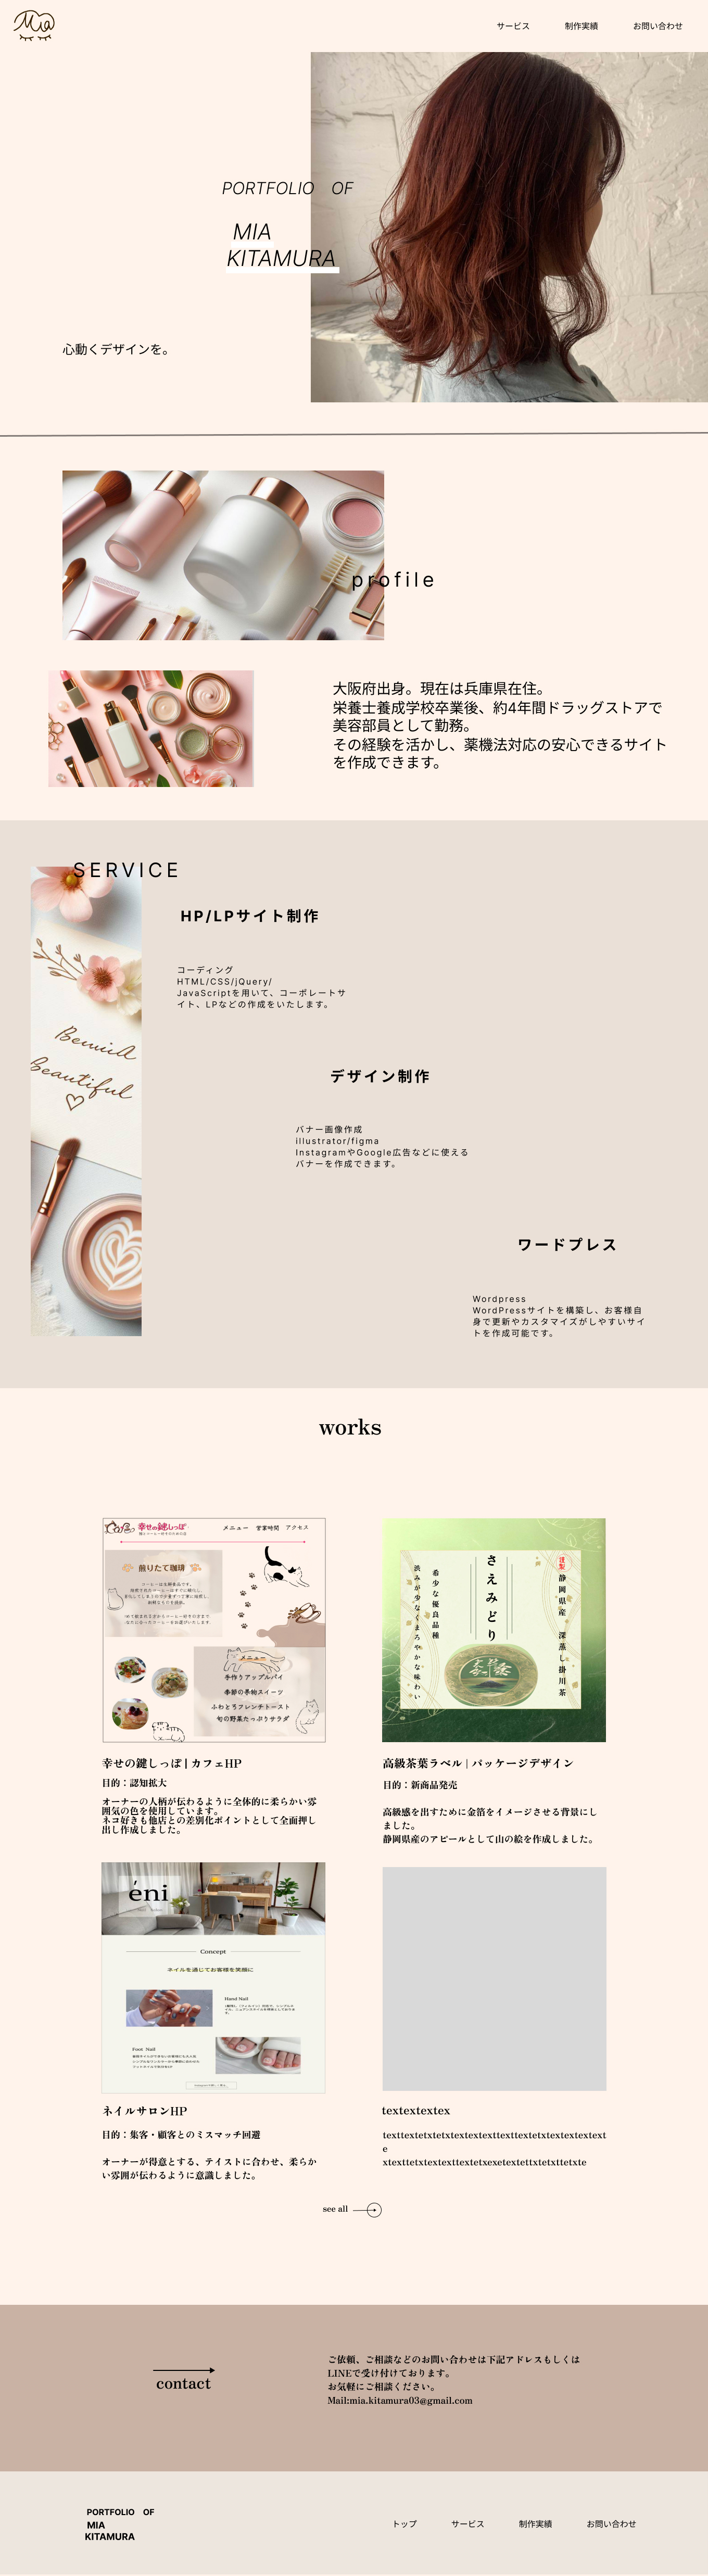 Mia
サービス
制作実績
お問い合わせ
PORTFOLIO OF
MIA
KITAMURA
心動くデザインを。
profile
大阪府出身。現在は兵庫県在住。
栄養士養成学校卒業後、約4年間ドラッグストアで
美容部員として勤務。
その経験を活かし、薬機法対応の安心できるサイト
を作成できます。
SERVICE
Beautiful
HP/LPサイト制作
コーディング
HTML/CSS/jQuery/
JavaScriptを用いて、コーポレートサ
イト、LPなどの作成をいたします。
デザイン制作
バナー画像作成
illustrator/figma
InstagramやGoogle広告などに使える
バナーを作成できます。
ワードプレス
Wordpress
WordPressサイトを構築し、お客様自
身で更新やカスタマイズがしやすいサイ
トを作成可能です。
works
幸せの鍵しっぽ
メニュー 営業時間 アクセス
煎りたて珈琲
メニュー
手作りアップルパイ
季節の果物スイーツ
ふわとろフレンチトースト
旬の野菜たっぷりサラダ
謹製
静岡県産 深蒸し掛川茶
さえみどり
希少な優良品種
渋みが少なくまろやかな味わい
幸せの鍵しっぽ | カフェHP
目的：認知拡大
オーナーの人柄が伝わるように全体的に柔らかい雰
囲気の色を使用しています。
ネコ好きも他店との差別化ポイントとして全面押し
出し作成しました。
高級茶葉ラベル | パッケージデザイン
目的：新商品発売
高級感を出すために金箔をイメージさせる背景にし
ました。
静岡県産のアピールとして山の絵を作成しました。
éni
Concept
ネイルを通じてお客様を笑顔に
Hand Nail
Foot Nail
ネイルサロンHP
目的：集客・顧客とのミスマッチ回避
オーナーが得意とする、テイストに合わせ、柔らか
い雰囲が伝わるように意識しました。
textextextex
texttextetxtetxtextextexttexttextetxtextextextext
e
xtexttetxtextexttextetxexetextettxtetxttetxte
see all
contact
ご依頼、ご相談などのお問い合わせは下記アドレスもしくは
LINEで受け付けております。
お気軽にご相談ください。
Mail:mia.kitamura03@gmail.com
PORTFOLIO OF
MIA
KITAMURA
トップ
サービス
制作実績
お問い合わせ